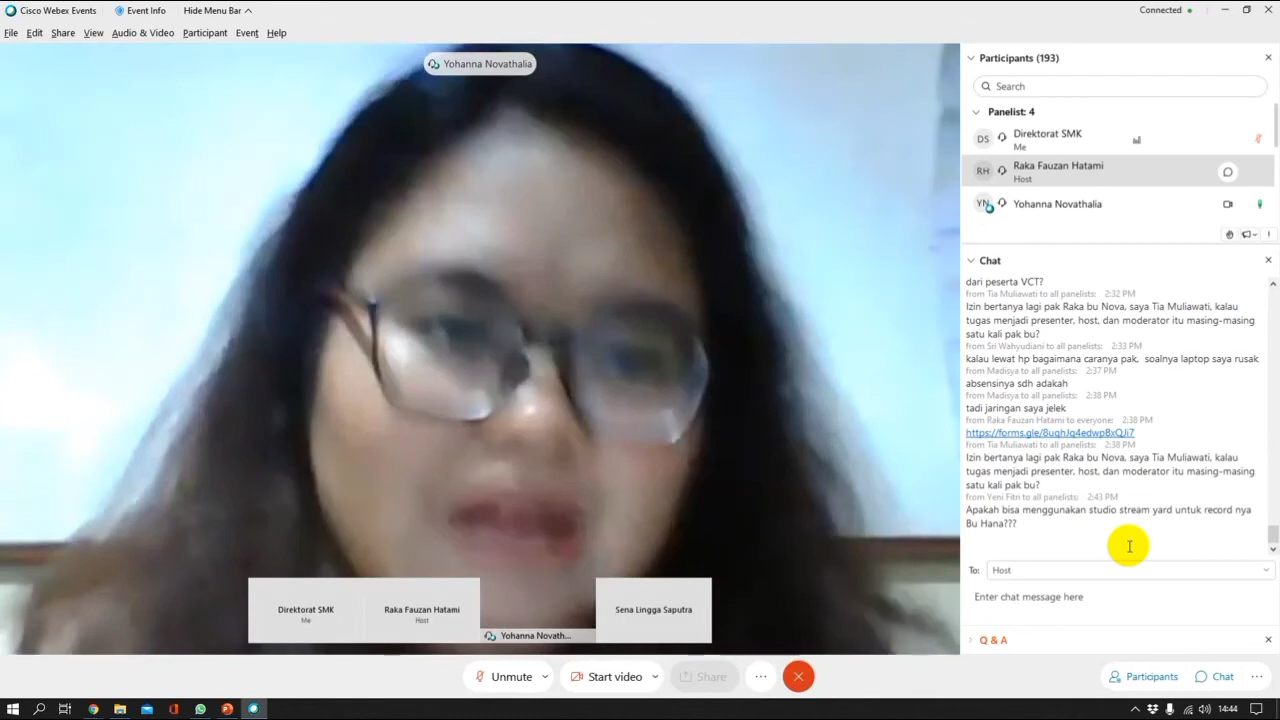 Cisco Webex Events
Event Info
Hide Menu Bar
Connected
File Edit Share View Audio & Video Participant Event Help
Yohanna Novathalia
Participants (193)
Search
Panelist: 4
DS
Direktorat SMK
Me
RH
Raka Fauzan Hatami
Host
YN
Yohanna Novathalia
Chat
dari peserta VCT?
from Tia Muliawati to all panelists: 2:32 PM
Izin bertanya lagi pak Raka bu Nova, saya Tia Muliawati, kalau
tugas menjadi presenter, host, dan moderator itu masing-masing
satu kali pak bu?
from Sri Wahyudiani to all panelists: 2:33 PM
kalau lewat hp bagaimana caranya pak, soalnya laptop saya rusak
from Madisya to all panelists: 2:37 PM
absensinya sdh adakah
from Madisya to all panelists: 2:38 PM
tadi jaringan saya jelek
from Raka Fauzan Hatami to everyone: 2:38 PM
https://forms.gle/8uqhJq4edwpBxQJi7
from Tia Muliawati to all panelists: 2:38 PM
Izin bertanya lagi pak Raka bu Nova, saya Tia Muliawati, kalau
tugas menjadi presenter, host, dan moderator itu masing-masing
satu kali pak bu?
from Yeni Fitri to all panelists: 2:43 PM
Apakah bisa menggunakan studio stream yard untuk record nya
Bu Hana???
To: Host
Enter chat message here
Q & A
Direktorat SMK
Me
Raka Fauzan Hatami
Host
Yohanna Novath...
Sena Lingga Saputra
Unmute
Start video
Share
Participants
Chat
14:44